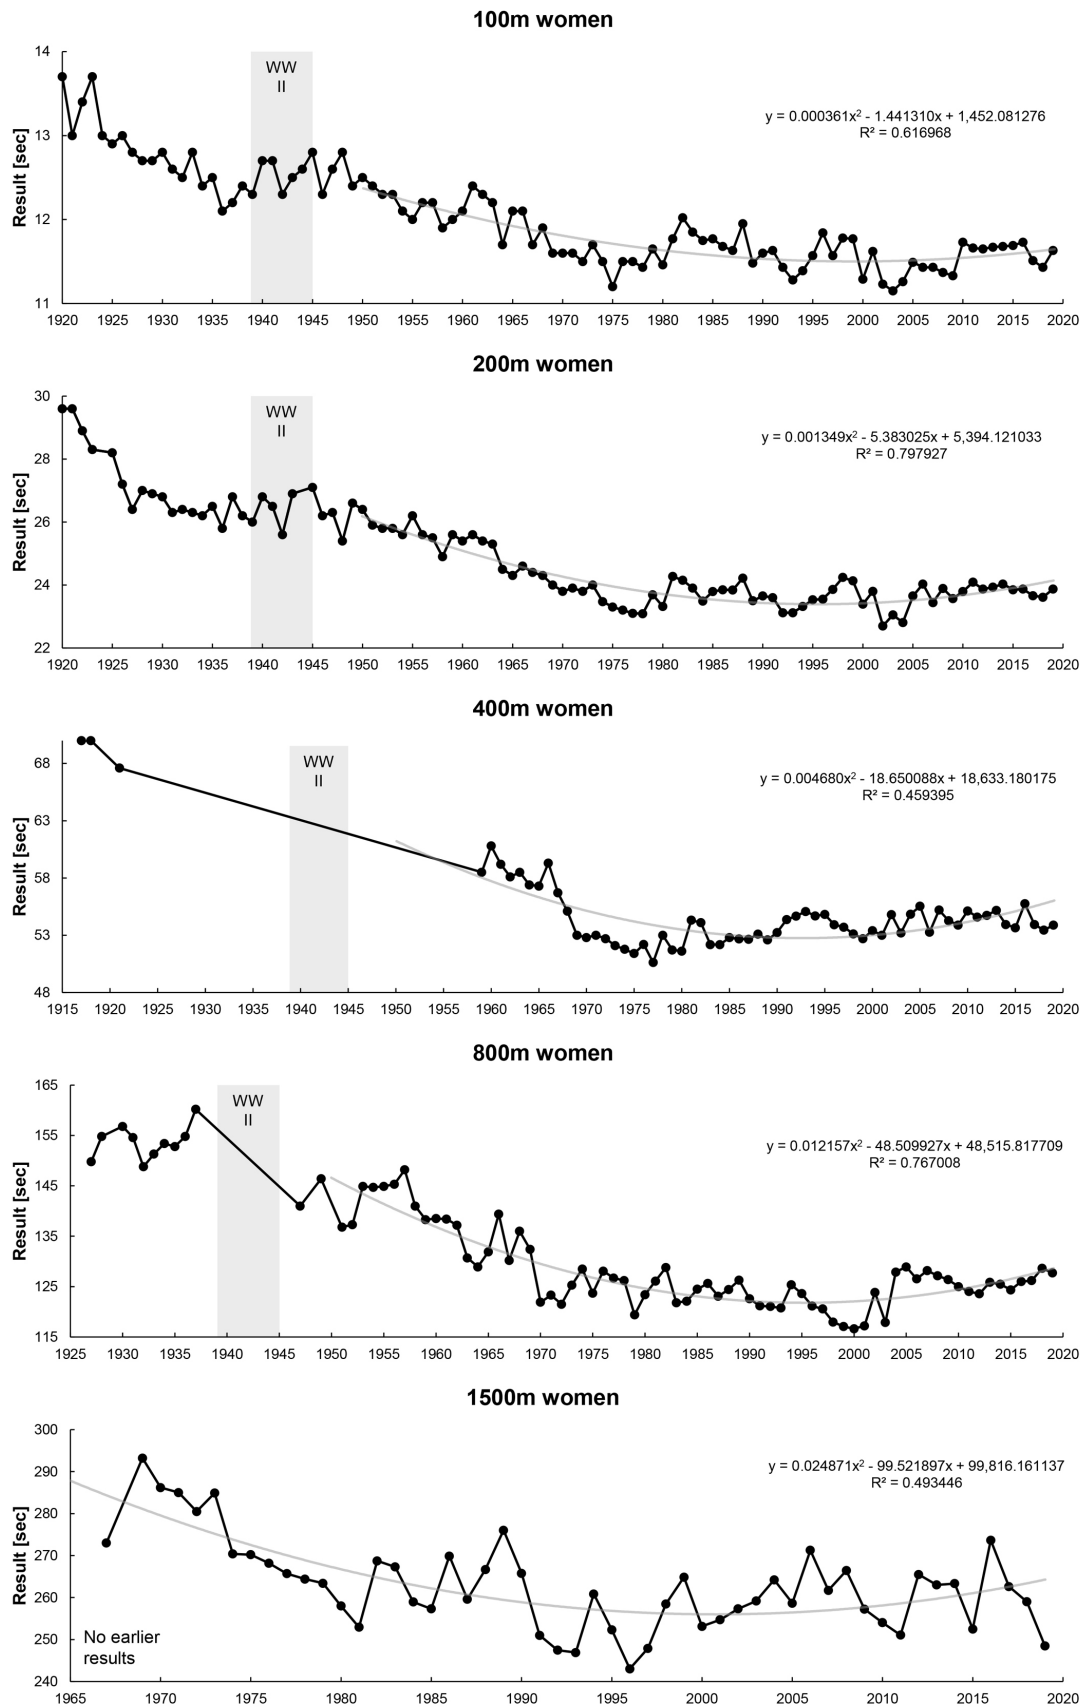 100m women
14
13
12
11
Result [sec]
WW
II
y = 0.000361x² - 1.441310x + 1,452.081276
R² = 0.616968
1920 1925 1930 1935 1940 1945 1950 1955 1960 1965 1970 1975 1980 1985 1990 1995 2000 2005 2010 2015 2020
200m women
30
28
26
24
22
Result [sec]
WW
II
y = 0.001349x² - 5.383025x + 5,394.121033
R² = 0.797927
1920 1925 1930 1935 1940 1945 1950 1955 1960 1965 1970 1975 1980 1985 1990 1995 2000 2005 2010 2015 2020
400m women
68
63
58
53
48
Result [sec]
WW
II
y = 0.004680x² - 18.650088x + 18,633.180175
R² = 0.459395
1915 1920 1925 1930 1935 1940 1945 1950 1955 1960 1965 1970 1975 1980 1985 1990 1995 2000 2005 2010 2015 2020
800m women
165
155
145
135
125
115
Result [sec]
WW
II
y = 0.012157x² - 48.509927x + 48,515.817709
R² = 0.767008
1925 1930 1935 1940 1945 1950 1955 1960 1965 1970 1975 1980 1985 1990 1995 2000 2005 2010 2015 2020
1500m women
300
290
280
270
260
250
240
Result [sec]
y = 0.024871x² - 99.521897x + 99,816.161137
R² = 0.493446
No earlier
results
1965 1970 1975 1980 1985 1990 1995 2000 2005 2010 2015 2020